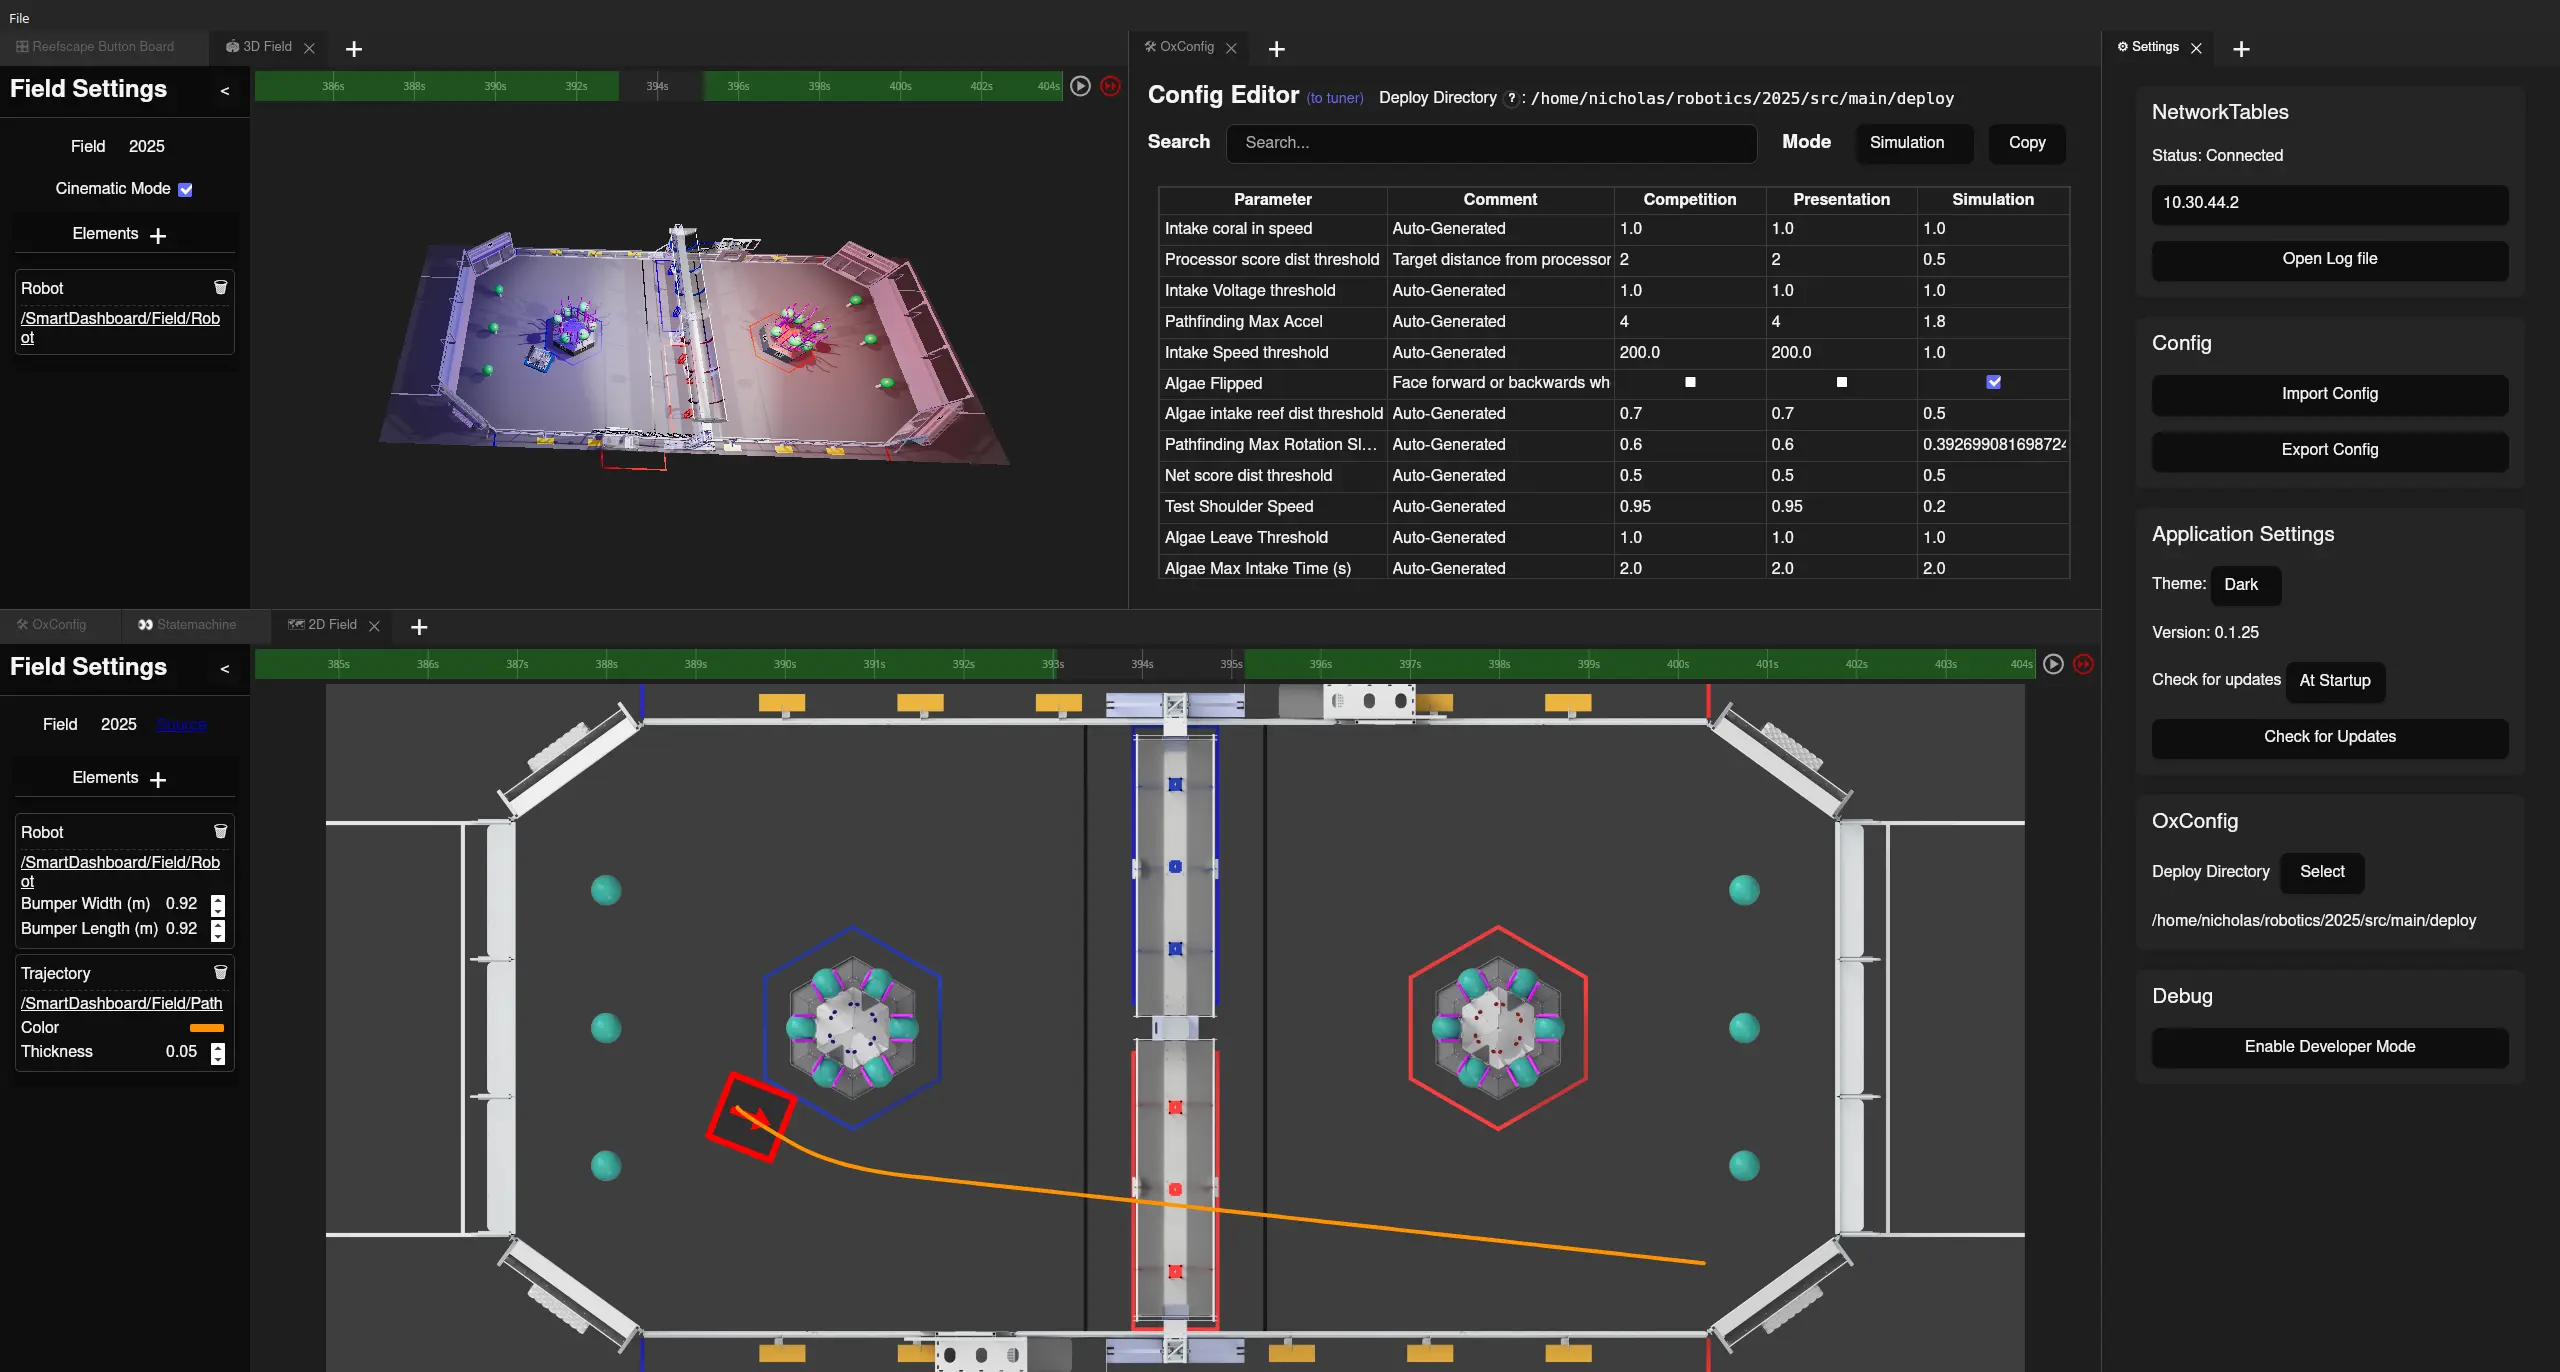 File
Reefscape Button Board
3D Field
OxConfig
Settings
Field Settings
<
386s 388s 390s 392s 394s 396s 398s 400s 402s 404s
Field 2025
Cinematic Mode
Elements
Robot
/SmartDashboard/Field/Rob
ot
Config Editor (to tuner) Deploy Directory ? : /home/nicholas/robotics/2025/src/main/deploy
Search Search... Mode Simulation Copy
Parameter Comment Competition Presentation Simulation
Intake coral in speed Auto-Generated 1.0 1.0 1.0
Processor score dist threshold Target distance from processor 2 2 0.5
Intake Voltage threshold Auto-Generated 1.0 1.0 1.0
Pathfinding Max Accel Auto-Generated 4 4 1.8
Intake Speed threshold Auto-Generated 200.0 200.0 1.0
Algae Flipped Face forward or backwards wh
Algae intake reef dist threshold Auto-Generated 0.7 0.7 0.5
Pathfinding Max Rotation Sl... Auto-Generated 0.6 0.6 0.392699081698724
Net score dist threshold Auto-Generated 0.5 0.5 0.5
Test Shoulder Speed Auto-Generated 0.95 0.95 0.2
Algae Leave Threshold Auto-Generated 1.0 1.0 1.0
Algae Max Intake Time (s) Auto-Generated 2.0 2.0 2.0
NetworkTables
Status: Connected
10.30.44.2
Open Log file
Config
Import Config
Export Config
Application Settings
Theme: Dark
Version: 0.1.25
Check for updates At Startup
Check for Updates
OxConfig
Deploy Directory Select
/home/nicholas/robotics/2025/src/main/deploy
Debug
Enable Developer Mode
OxConfig
Statemachine
2D Field
Field Settings
<
385s 386s 387s 388s 389s 390s 391s 392s 393s 394s 395s 396s 397s 398s 399s 400s 401s 402s 403s 404s
Field 2025 Source
Elements
Robot
/SmartDashboard/Field/Rob
ot
Bumper Width (m) 0.92
Bumper Length (m) 0.92
Trajectory
/SmartDashboard/Field/Path
Color
Thickness 0.05